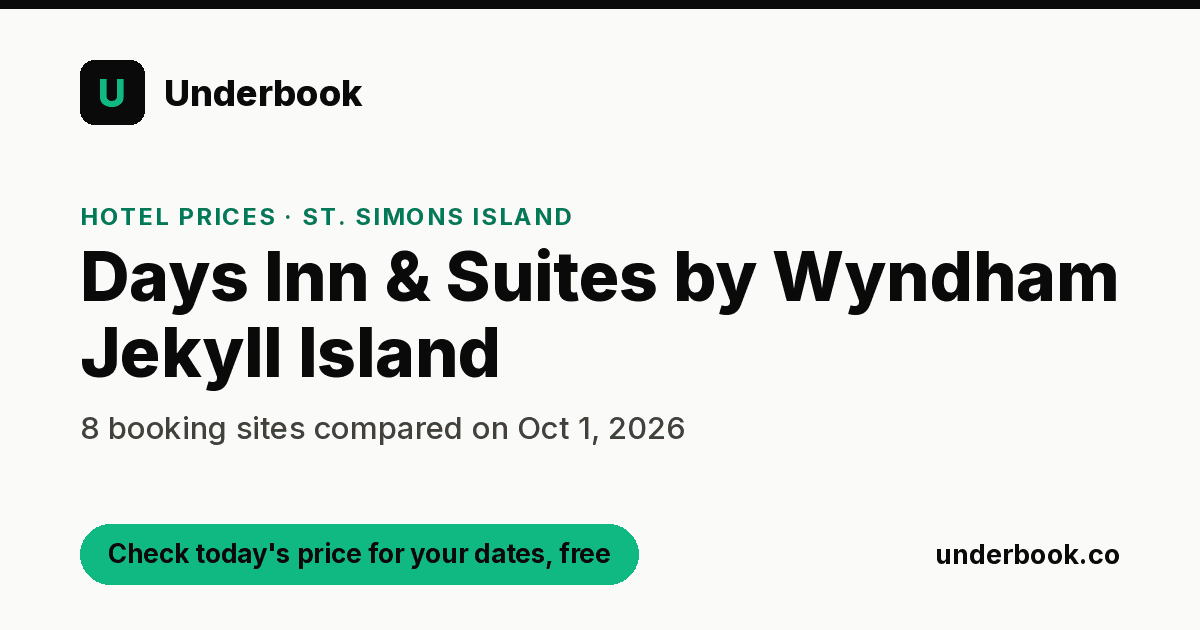 U Underbook
HOTEL PRICES · ST. SIMONS ISLAND
Days Inn & Suites by Wyndham
Jekyll Island
8 booking sites compared on Oct 1, 2026
Check today's price for your dates, free
underbook.co